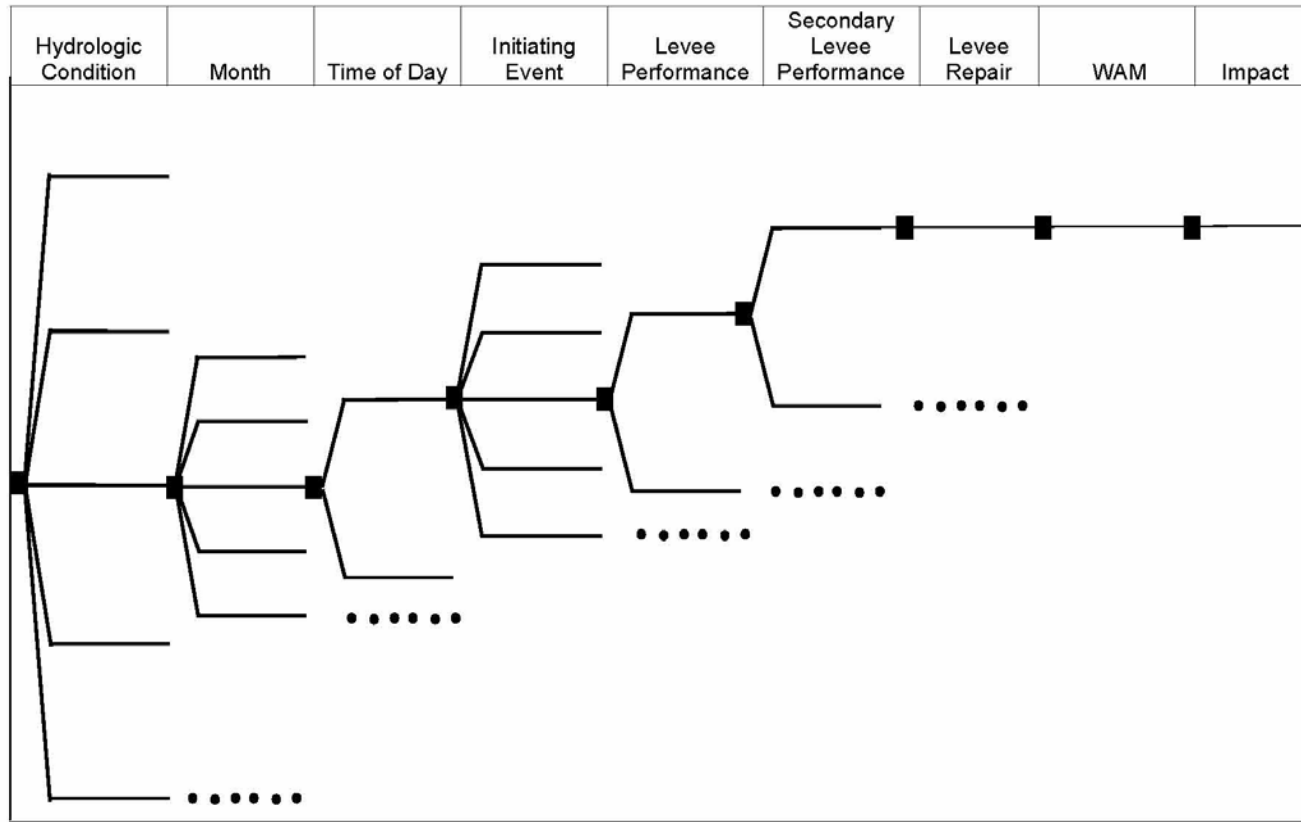 Hydrologic
Condition
Month
Time of Day
Initiating
Event
Levee
Performance
Secondary
Levee
Performance
Levee
Repair
WAM
Impact